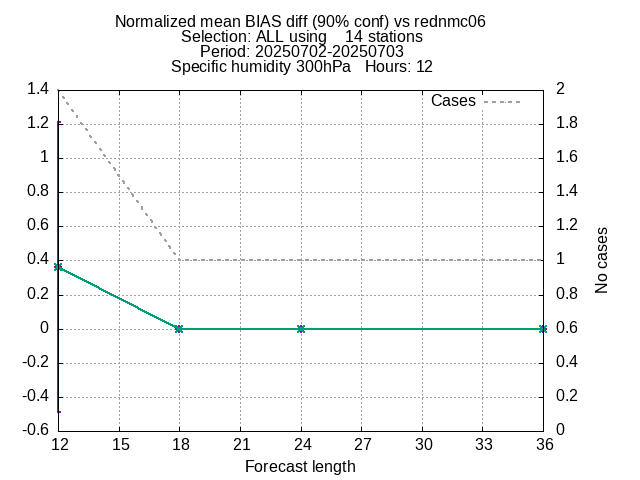 Normalized mean BIAS diff (90% conf) vs rednmc06
Selection: ALL using    14 stations
Period: 20250702-20250703
Specific humidity 300hPa   Hours: 12
Cases
1.4
1.2
1
0.8
0.6
0.4
0.2
0
-0.2
-0.4
-0.6
2
1.8
1.6
1.4
1.2
1
0.8
0.6
0.4
0.2
0
No cases
12 15 18 21 24 27 30 33 36
Forecast length